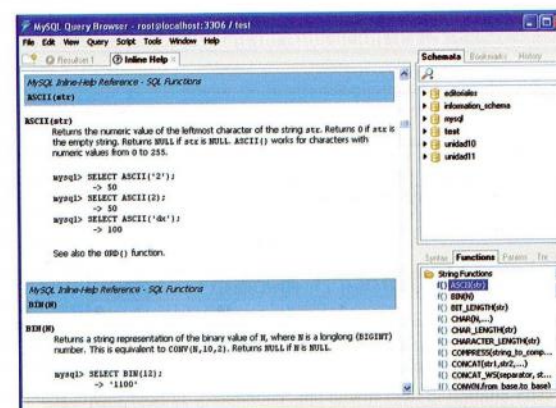 MySQL Query Browser - root@localhost:3306 / test
File Edit View Query Script Tools Window Help
Resultset 1
Inline Help
MySQL Inline-Help Reference - SQL Functions
ASCII(str)
ASCII(str)
Returns the numeric value of the leftmost character of the string str. Returns 0 if str is
the empty string. Returns NULL if str is NULL. ASCII() works for characters with
numeric values from 0 to 255.
mysql> SELECT ASCII('2');
-> 50
mysql> SELECT ASCII(2);
-> 50
mysql> SELECT ASCII('dx');
-> 100
See also the ORD() function.
MySQL Inline-Help Reference - SQL Functions
BIN(N)
BIN(N)
Returns a string representation of the binary value of N, where N is a longlong (BIGINT)
number. This is equivalent to CONV(N,10,2). Returns NULL if N is NULL.
mysql> SELECT BIN(12);
-> '1100'
Schemata Bookmarks History
editoriales
information_schema
mysql
test
unidad10
unidad11
Syntax Functions Params Trx
String Functions
f() ASCII(str)
f() BIN(N)
f() BIT_LENGTH(str)
f() CHAR(N,...)
f() CHAR_LENGTH(str)
f() CHARACTER_LENGTH(str)
f() COMPRESS(string_to_comp...
f() CONCAT(str1,str2,...)
f() CONCAT_WS(separator, st...
f() CONV(N,from_base,to_base)